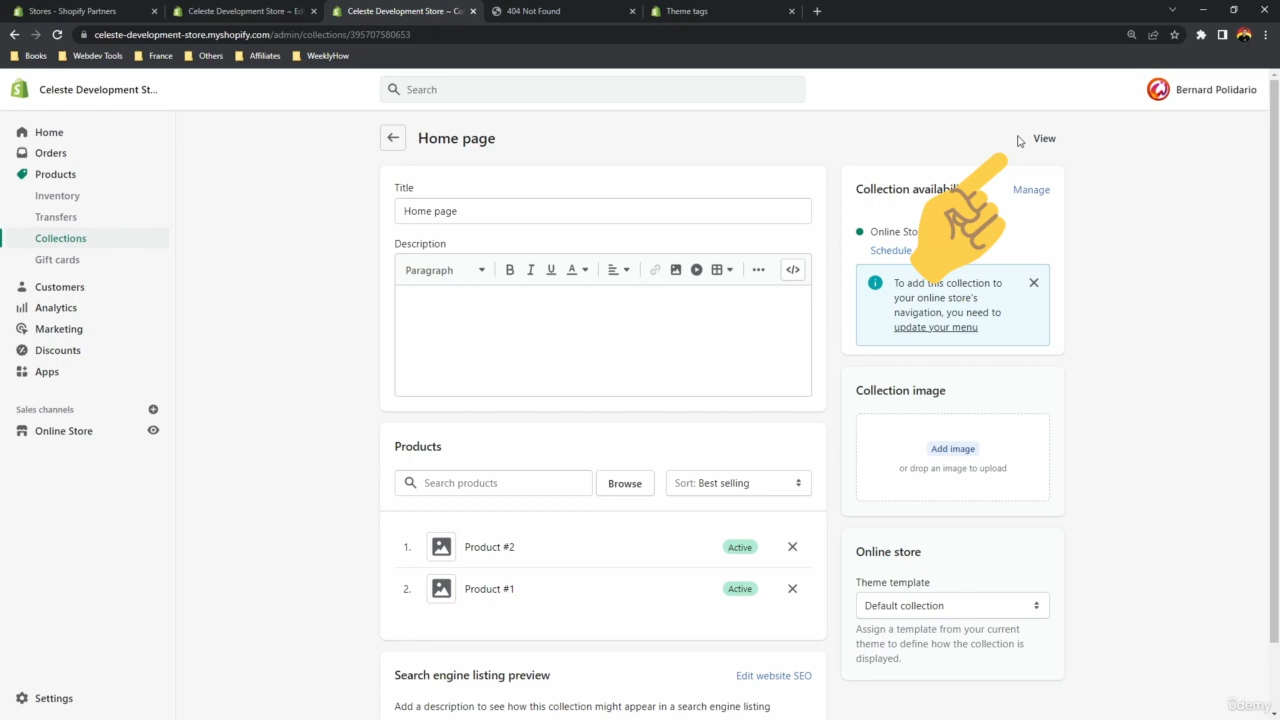 Stores - Shopify Partners
Celeste Development Store ~ Ed
Celeste Development Store ~ Co
404 Not Found
Theme tags
celeste-development-store.myshopify.com/admin/collections/395707580653
Books
Webdev Tools
France
Others
Affiliates
WeeklyHow
Celeste Development St...
Search
Bernard Polidario
Home
Orders
Products
Inventory
Transfers
Collections
Gift cards
Customers
Analytics
Marketing
Discounts
Apps
Sales channels
Online Store
Settings
Home page
View
Title
Home page
Description
Paragraph
B I U A
Products
Search products
Browse
Sort: Best selling
1. Product #2 Active
2. Product #1 Active
Search engine listing preview
Edit website SEO
Add a description to see how this collection might appear in a search engine listing
Collection availabili
Manage
Online Sto
Schedule
To add this collection to
your online store's
navigation, you need to
update your menu
Collection image
Add image
or drop an image to upload
Online store
Theme template
Default collection
Assign a template from your current
theme to define how the collection is
displayed.
ûdemy